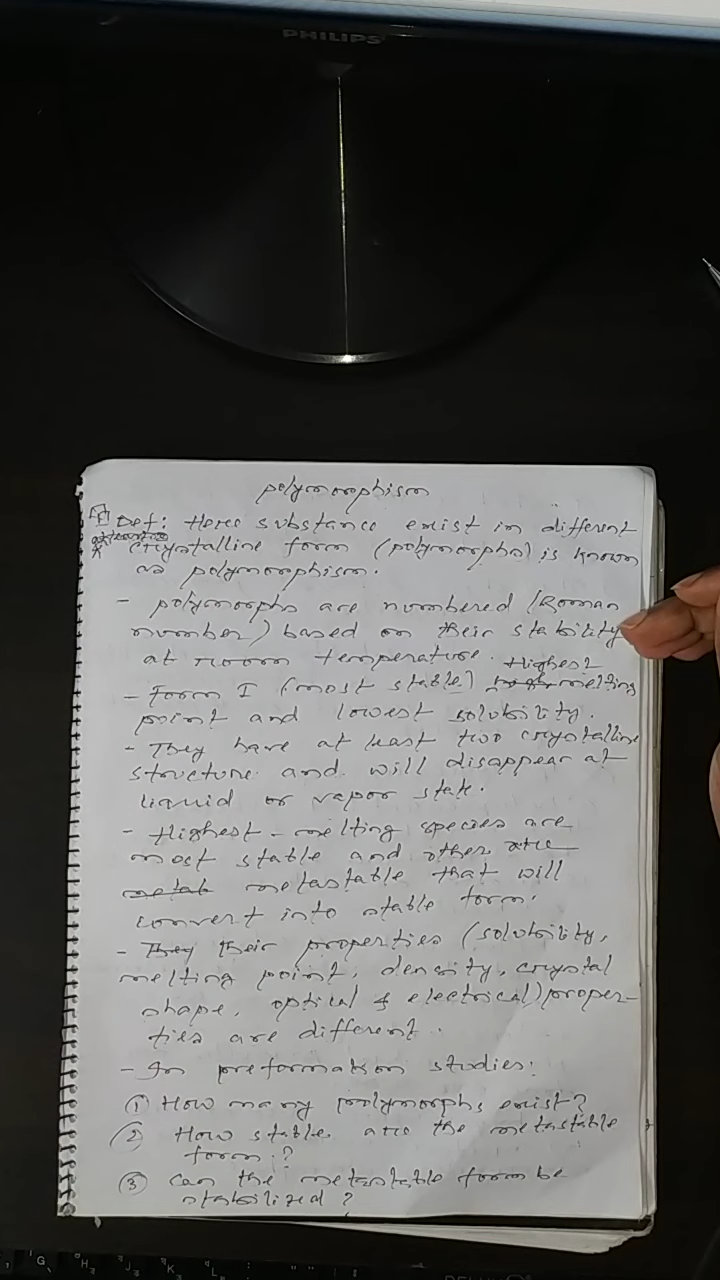 PHILIPS
polymorphism
Def: Here substance exist in different
crystalline form (polymorphs) is known
as polymorphism.
- polymorphs are numbered (Roman
number) based on their stability
at room temperature. Highest
- Form I (most stable) melting
point and lowest solubility.
- They have at least two crystalline
structure and will disappear at
liquid or vapor state.
- Highest - melting species are
most stable and other are
metastable that will
convert into stable form.
- They their properties (solubility,
melting point, density, crystal
shape, optical & electrical) proper-
ties are different.
- In preformation studies:
① How many polymorphs exist?
② How stable are the metastable
form?
③ Can the metastable form be
stabilized?
G H J K L